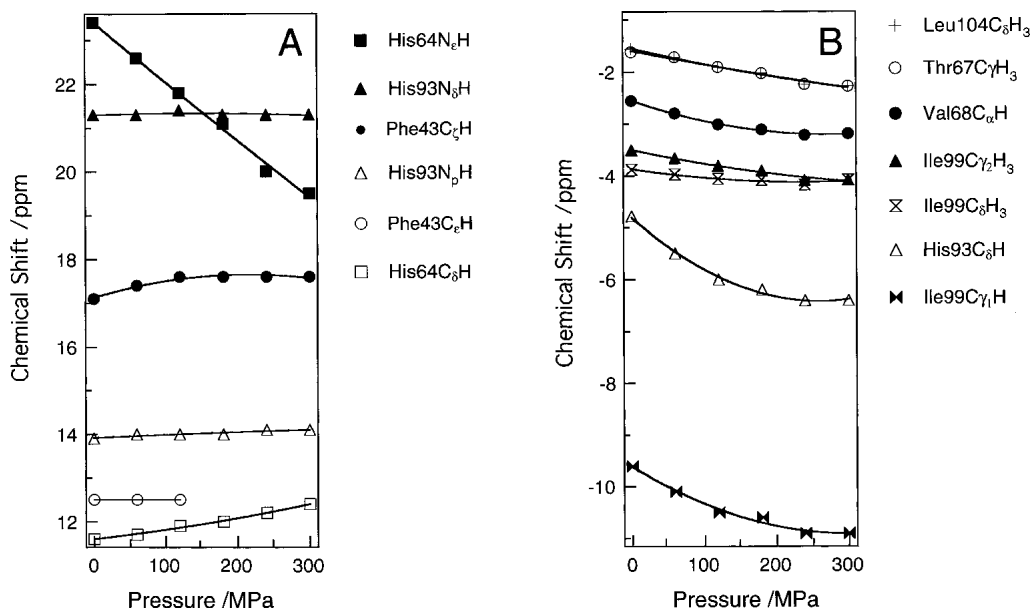 A
22
20
18
16
14
12
0
100
200
300
Chemical Shift /ppm
Pressure /MPa
His64NεH
His93NδH
Phe43CζH
His93NpH
Phe43CεH
His64CδH
B
-2
-4
-6
-8
-10
0
100
200
300
Chemical Shift /ppm
Pressure /MPa
Leu104CδH3
Thr67CγH3
Val68CαH
Ile99Cγ2H3
Ile99CδH3
His93CδH
Ile99Cγ1H